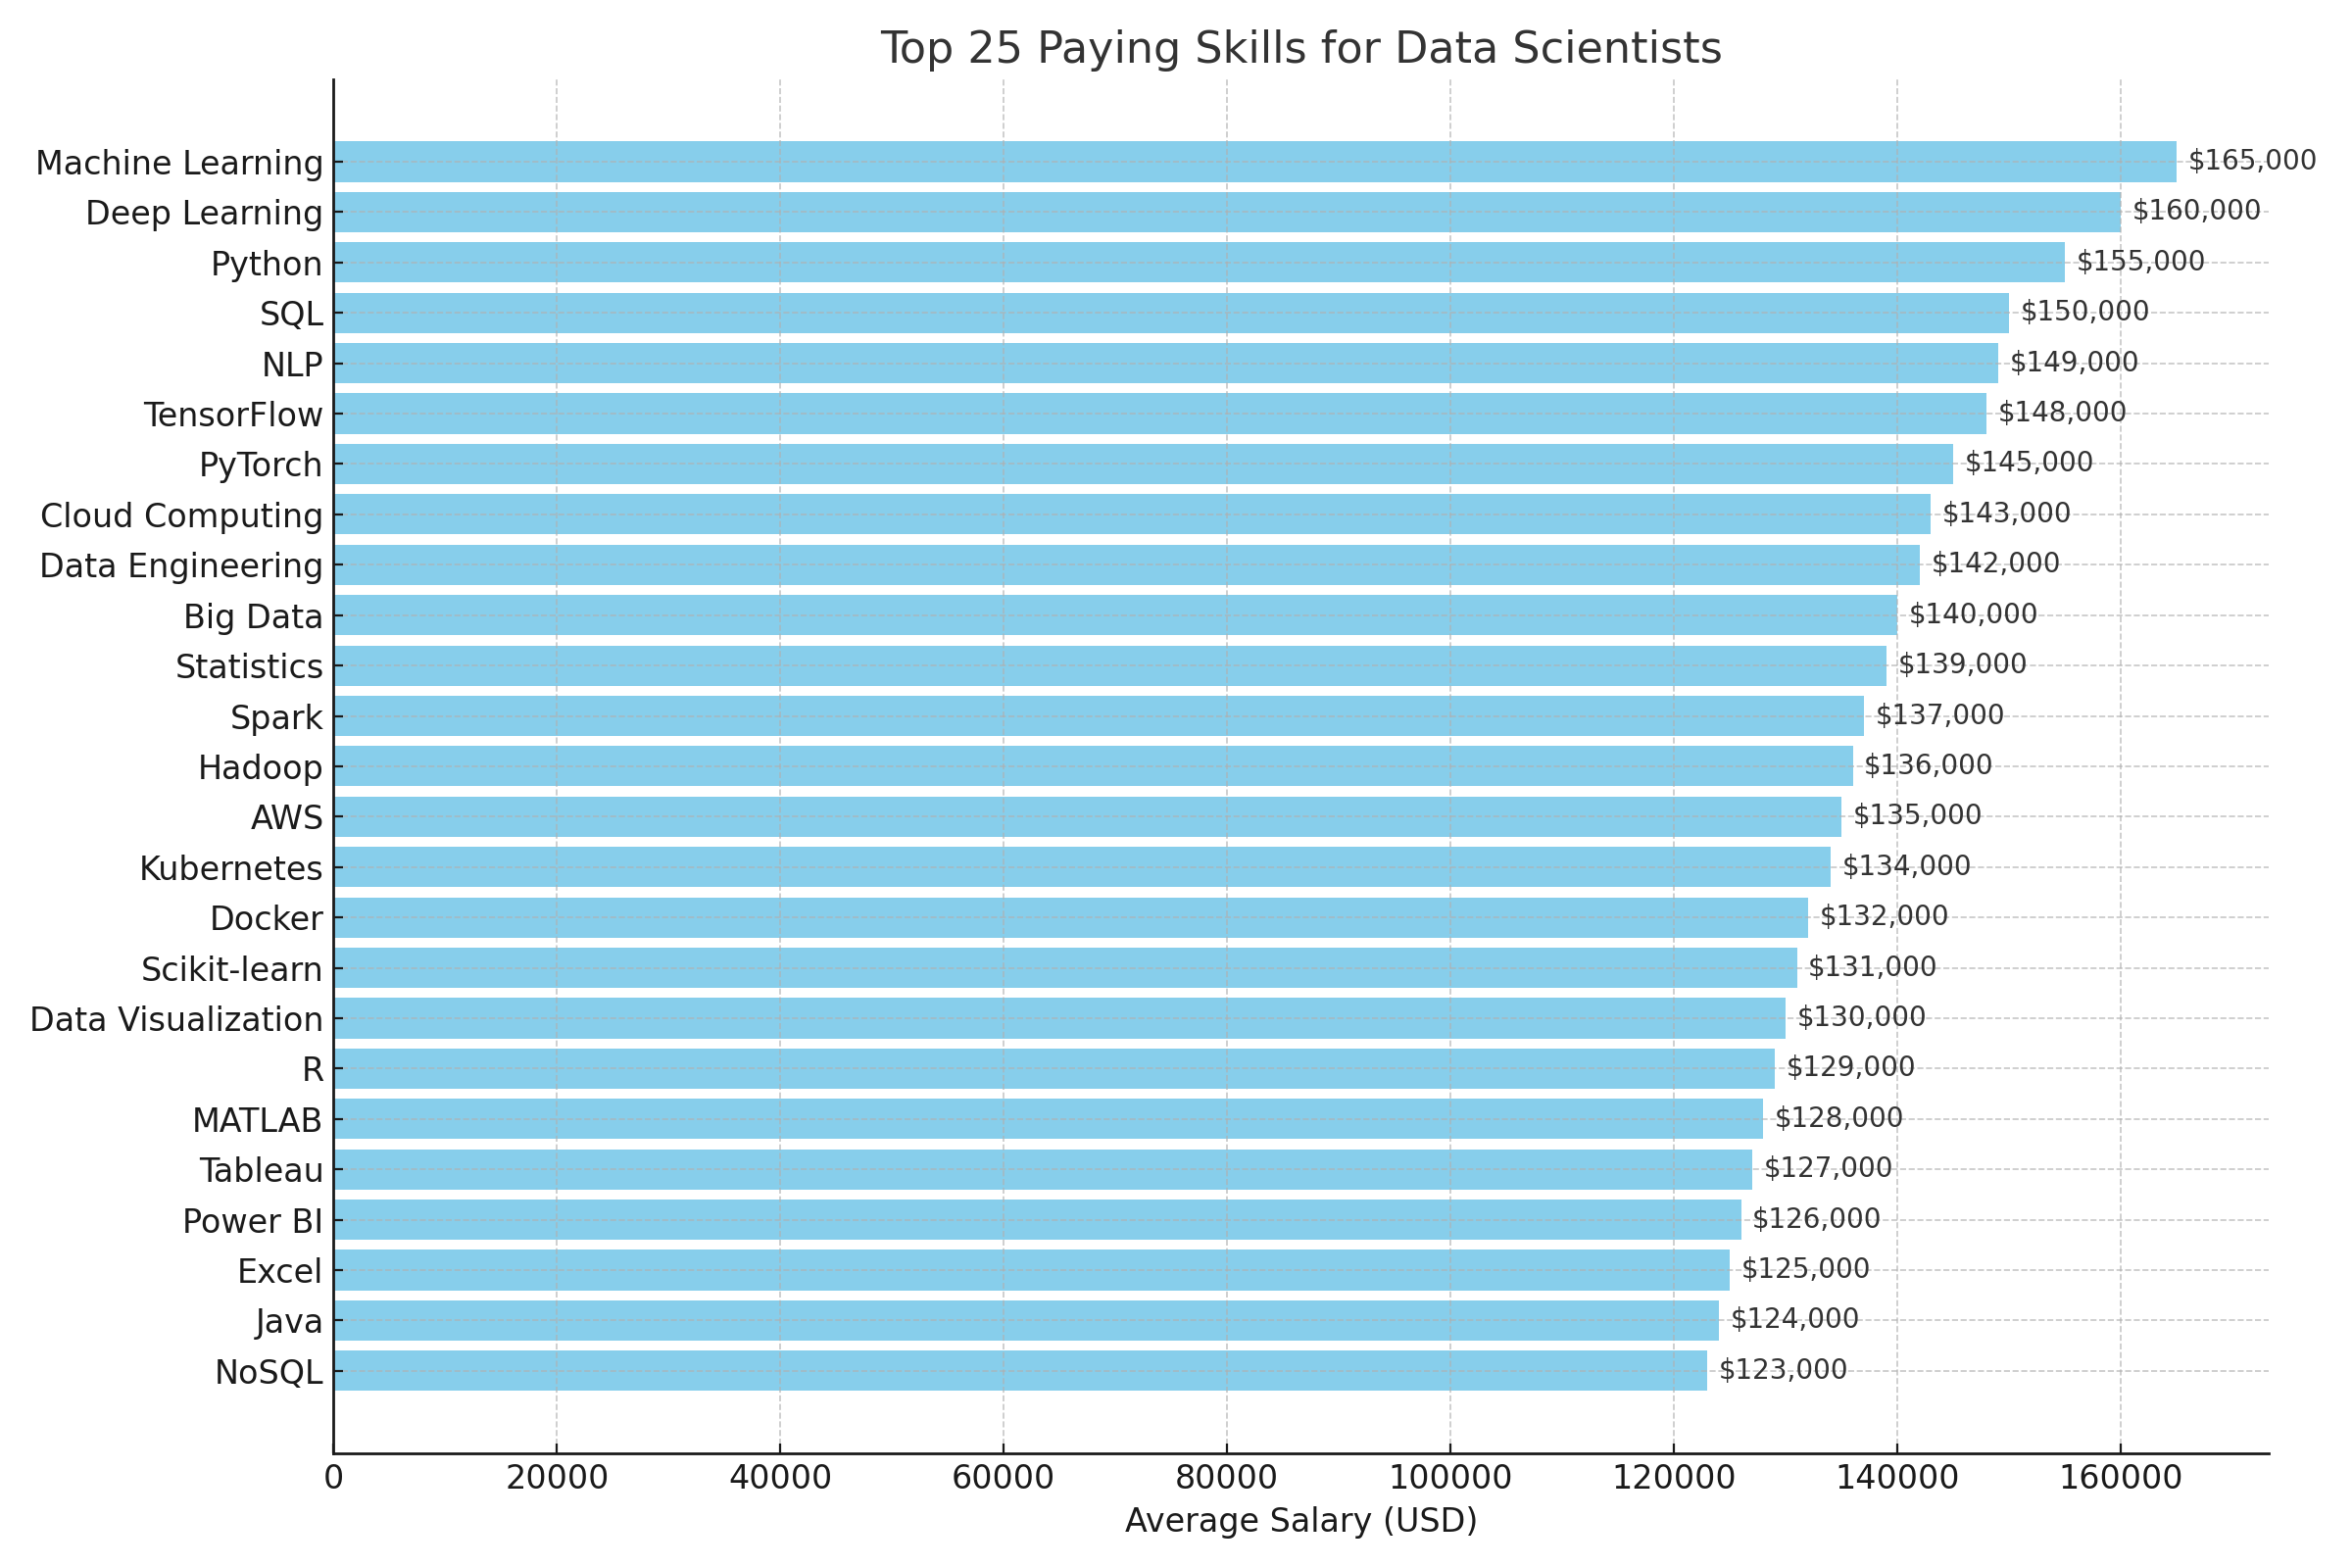 Top 25 Paying Skills for Data Scientists
Machine Learning $165,000
Deep Learning $160,000
Python $155,000
SQL $150,000
NLP $149,000
TensorFlow $148,000
PyTorch $145,000
Cloud Computing $143,000
Data Engineering $142,000
Big Data $140,000
Statistics $139,000
Spark $137,000
Hadoop $136,000
AWS $135,000
Kubernetes $134,000
Docker $132,000
Scikit-learn $131,000
Data Visualization $130,000
R $129,000
MATLAB $128,000
Tableau $127,000
Power BI $126,000
Excel $125,000
Java $124,000
NoSQL $123,000
0 20000 40000 60000 80000 100000 120000 140000 160000
Average Salary (USD)